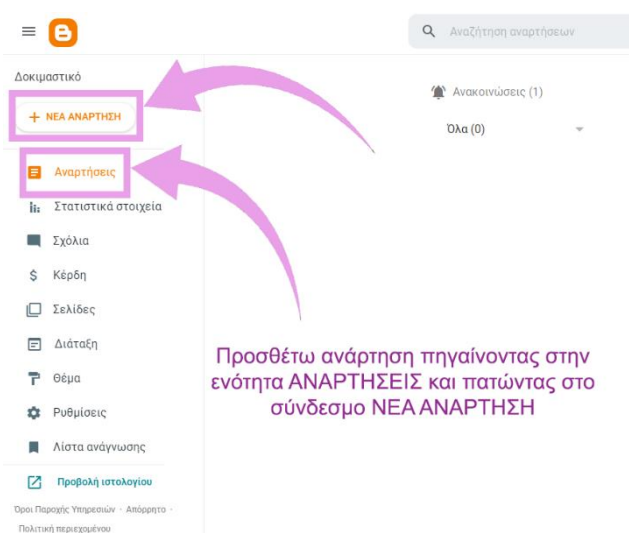 Αναζήτηση αναρτήσεων
Δοκιμαστικό
Ανακοινώσεις (1)
+ ΝΕΑ ΑΝΑΡΤΗΣΗ
Όλα (0)
Αναρτήσεις
Στατιστικά στοιχεία
Σχόλια
$ Κέρδη
Σελίδες
Διάταξη
Θέμα
Ρυθμίσεις
Λίστα ανάγνωσης
Προβολή ιστολογίου
Όροι Παροχής Υπηρεσιών · Απόρρητο ·
Πολιτική περιεχομένου
Προσθέτω ανάρτηση πηγαίνοντας στην
ενότητα ΑΝΑΡΤΗΣΕΙΣ και πατώντας στο
σύνδεσμο ΝΕΑ ΑΝΑΡΤΗΣΗ